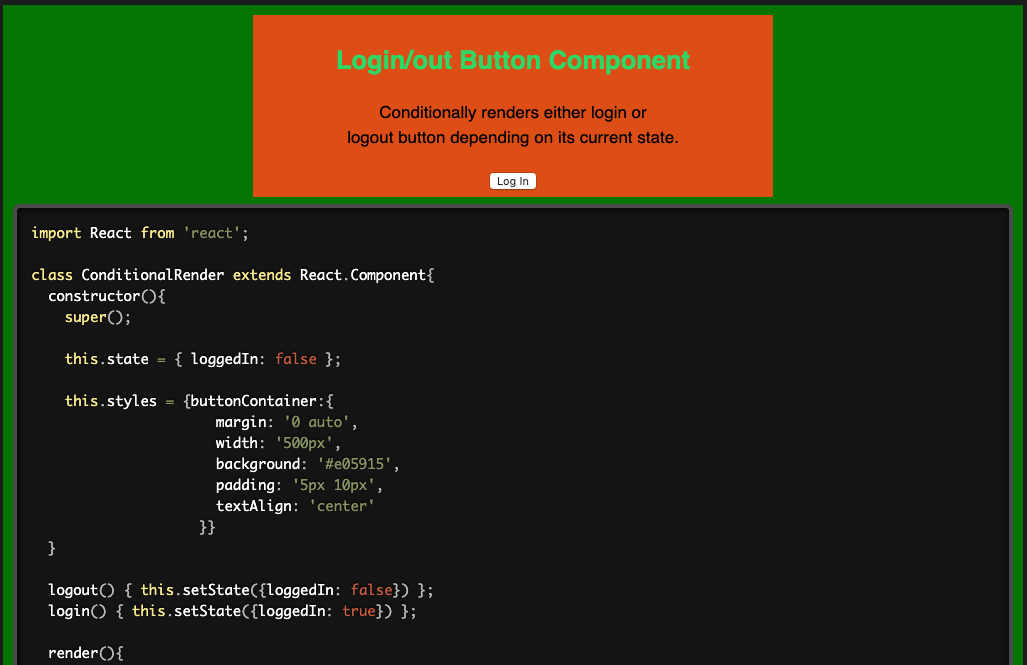 Login/out Button Component
Conditionally renders either login or
logout button depending on its current state.
Log In
import React from 'react';
class ConditionalRender extends React.Component{
constructor(){
super();
this.state = { loggedIn: false };
this.styles = {buttonContainer:{
margin: '0 auto',
width: '500px',
background: '#e05915',
padding: '5px 10px',
textAlign: 'center'
}}
}
logout() { this.setState({loggedIn: false}) };
login() { this.setState({loggedIn: true}) };
render(){